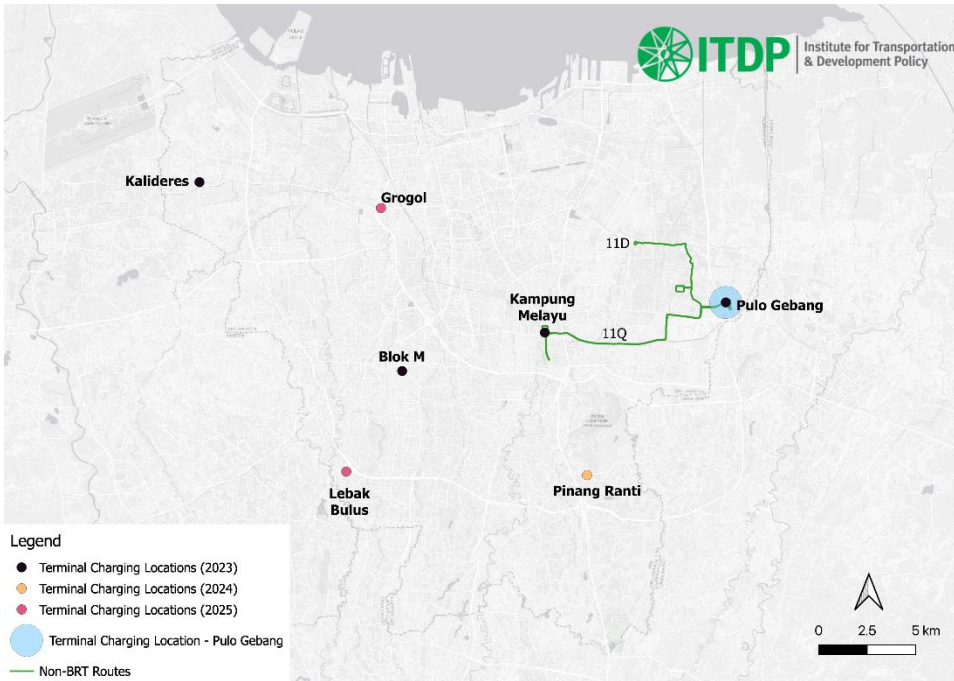 ITDP
Institute for Transportation
& Development Policy
Kalideres
Grogol
11D
Kampung
Melayu
Pulo Gebang
11Q
Blok M
Lebak
Bulus
Pinang Ranti
Legend
Terminal Charging Locations (2023)
Terminal Charging Locations (2024)
Terminal Charging Locations (2025)
Terminal Charging Location - Pulo Gebang
Non-BRT Routes
0 2.5 5 km